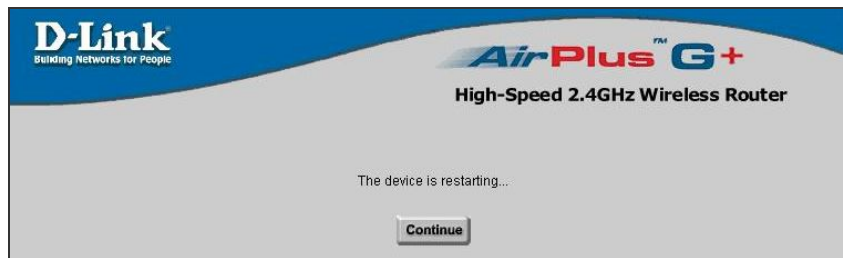 D-Link
Building Networks for People
AirPlus™ G+
High-Speed 2.4GHz Wireless Router
The device is restarting...
Continue